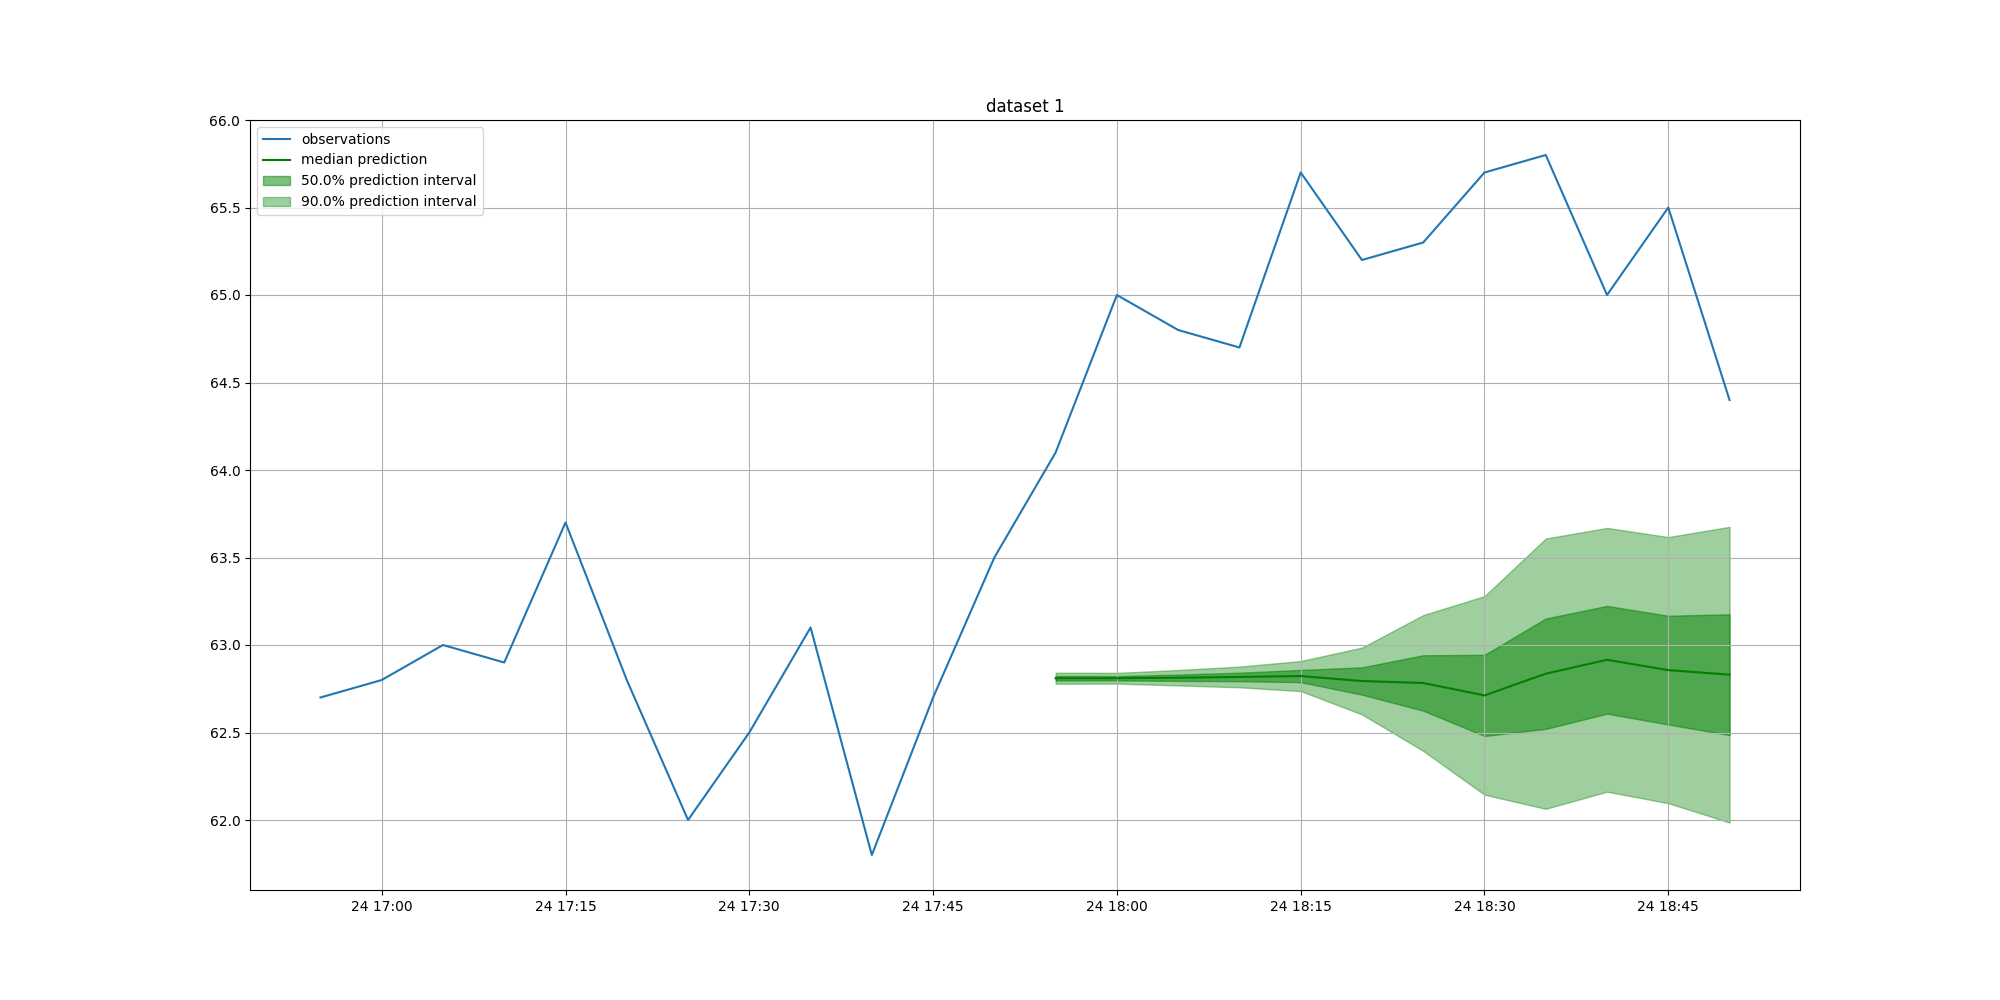 dataset 1
observations
median prediction
50.0% prediction interval
90.0% prediction interval
66.0
65.5
65.0
64.5
64.0
63.5
63.0
62.5
62.0
24 17:00 24 17:15 24 17:30 24 17:45 24 18:00 24 18:15 24 18:30 24 18:45